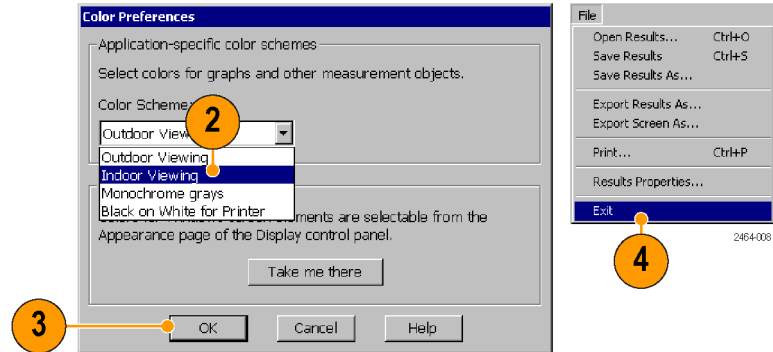 Color Preferences
Application-specific color schemes
Select colors for graphs and other measurement objects.
Color Scheme:
2
Outdoor View
Outdoor Viewing
Indoor Viewing
Monochrome grays
Black on White for Printer
elements are selectable from the
Appearance page of the Display control panel.
Take me there
3
OK
Cancel
Help
File
Open Results... Ctrl+O
Save Results Ctrl+S
Save Results As...
Export Results As...
Export Screen As...
Print... Ctrl+P
Results Properties...
Exit
4
2464-008